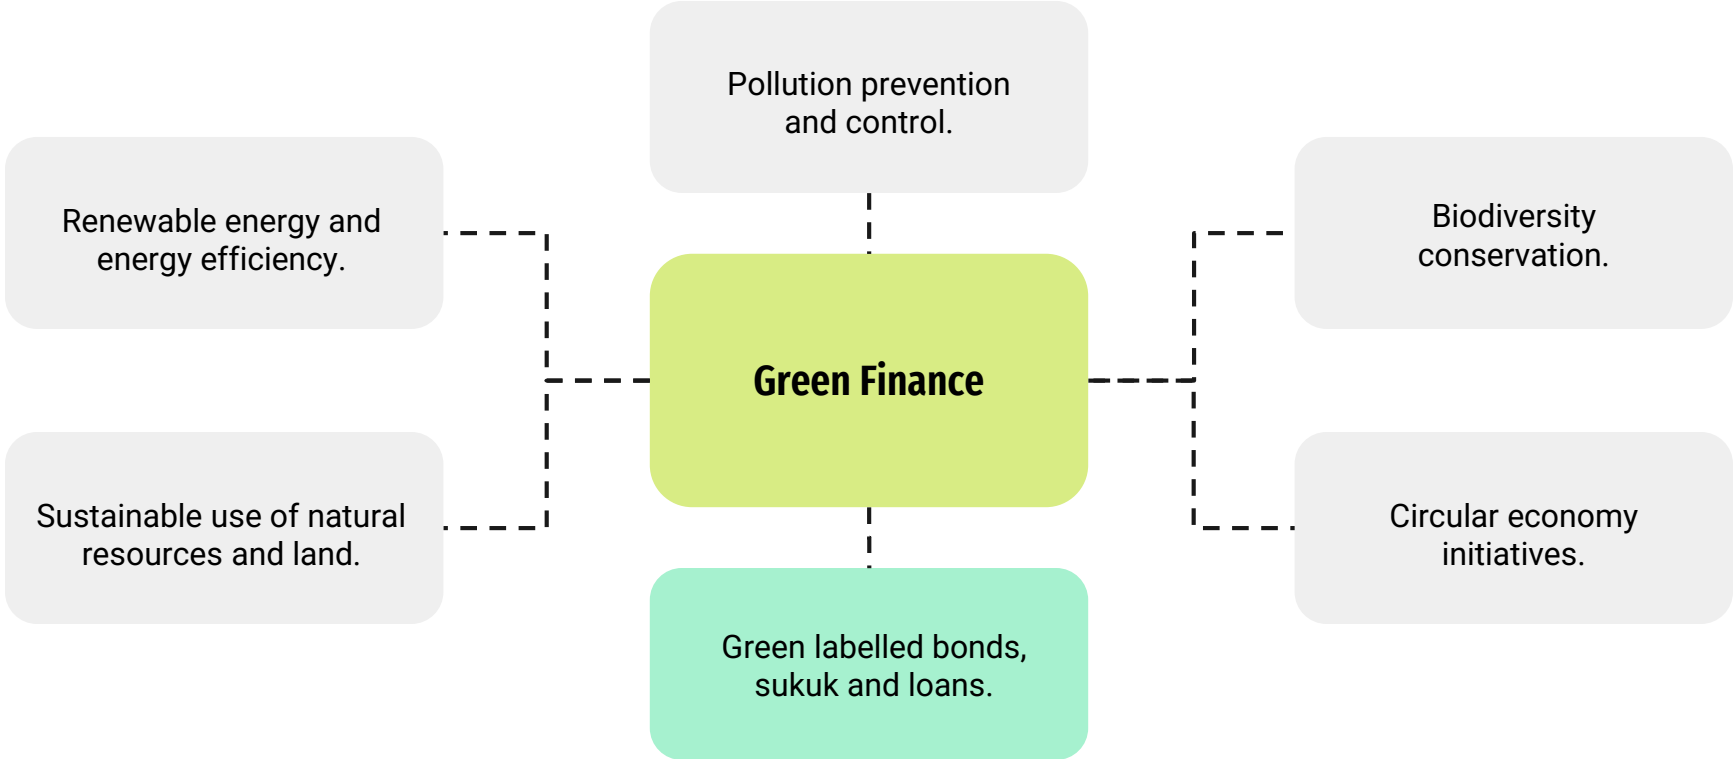 Pollution prevention
and control.
Renewable energy and
energy efficiency.
Biodiversity
conservation.
Green Finance
Sustainable use of natural
resources and land.
Circular economy
initiatives.
Green labelled bonds,
sukuk and loans.